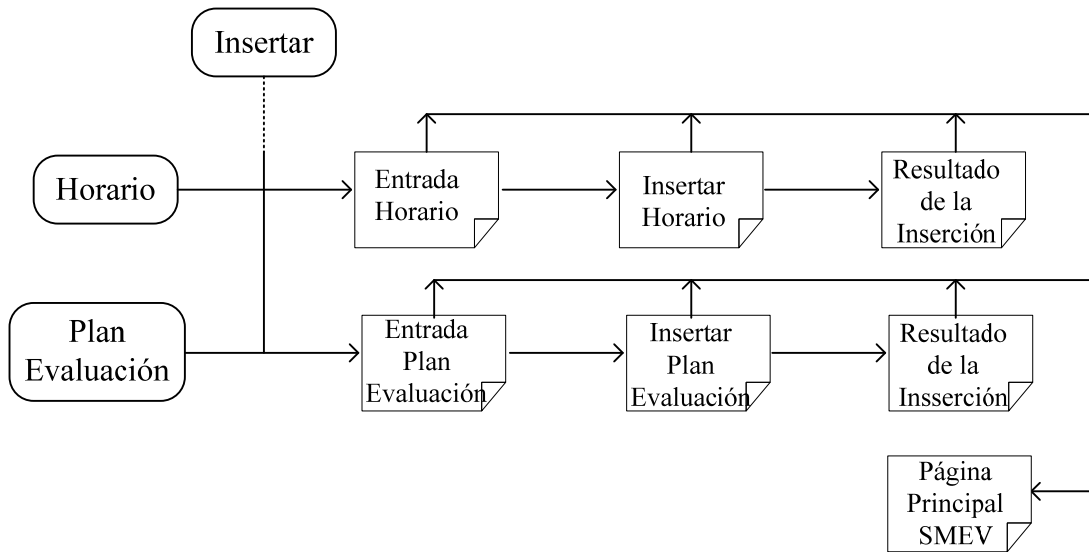 Insertar
Horario
Entrada
Horario
Insertar
Horario
Resultado
de la
Inserción
Plan
Evaluación
Entrada
Plan
Evaluación
Insertar
Plan
Evaluación
Resultado
de la
Insserción
Página
Principal
SMEV